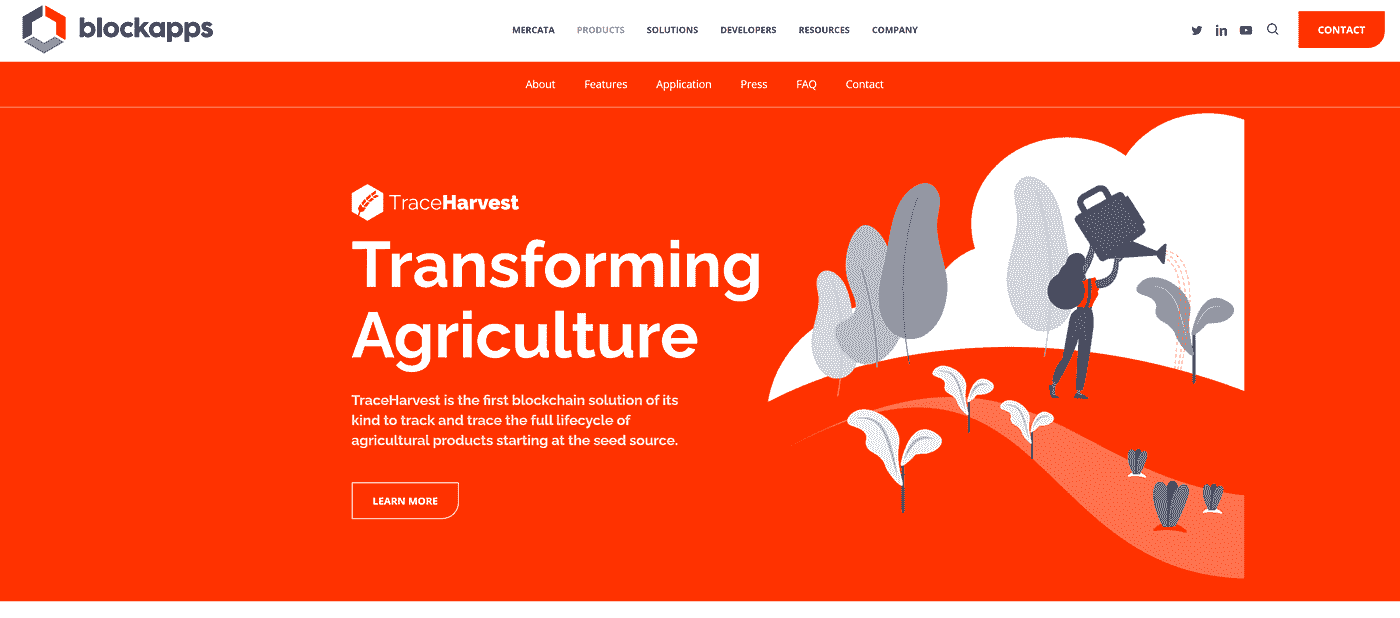 blockapps
MERCATA PRODUCTS SOLUTIONS DEVELOPERS RESOURCES COMPANY
CONTACT
About Features Application Press FAQ Contact
TraceHarvest
Transforming
Agriculture
TraceHarvest is the first blockchain solution of its
kind to track and trace the full lifecycle of
agricultural products starting at the seed source.
LEARN MORE